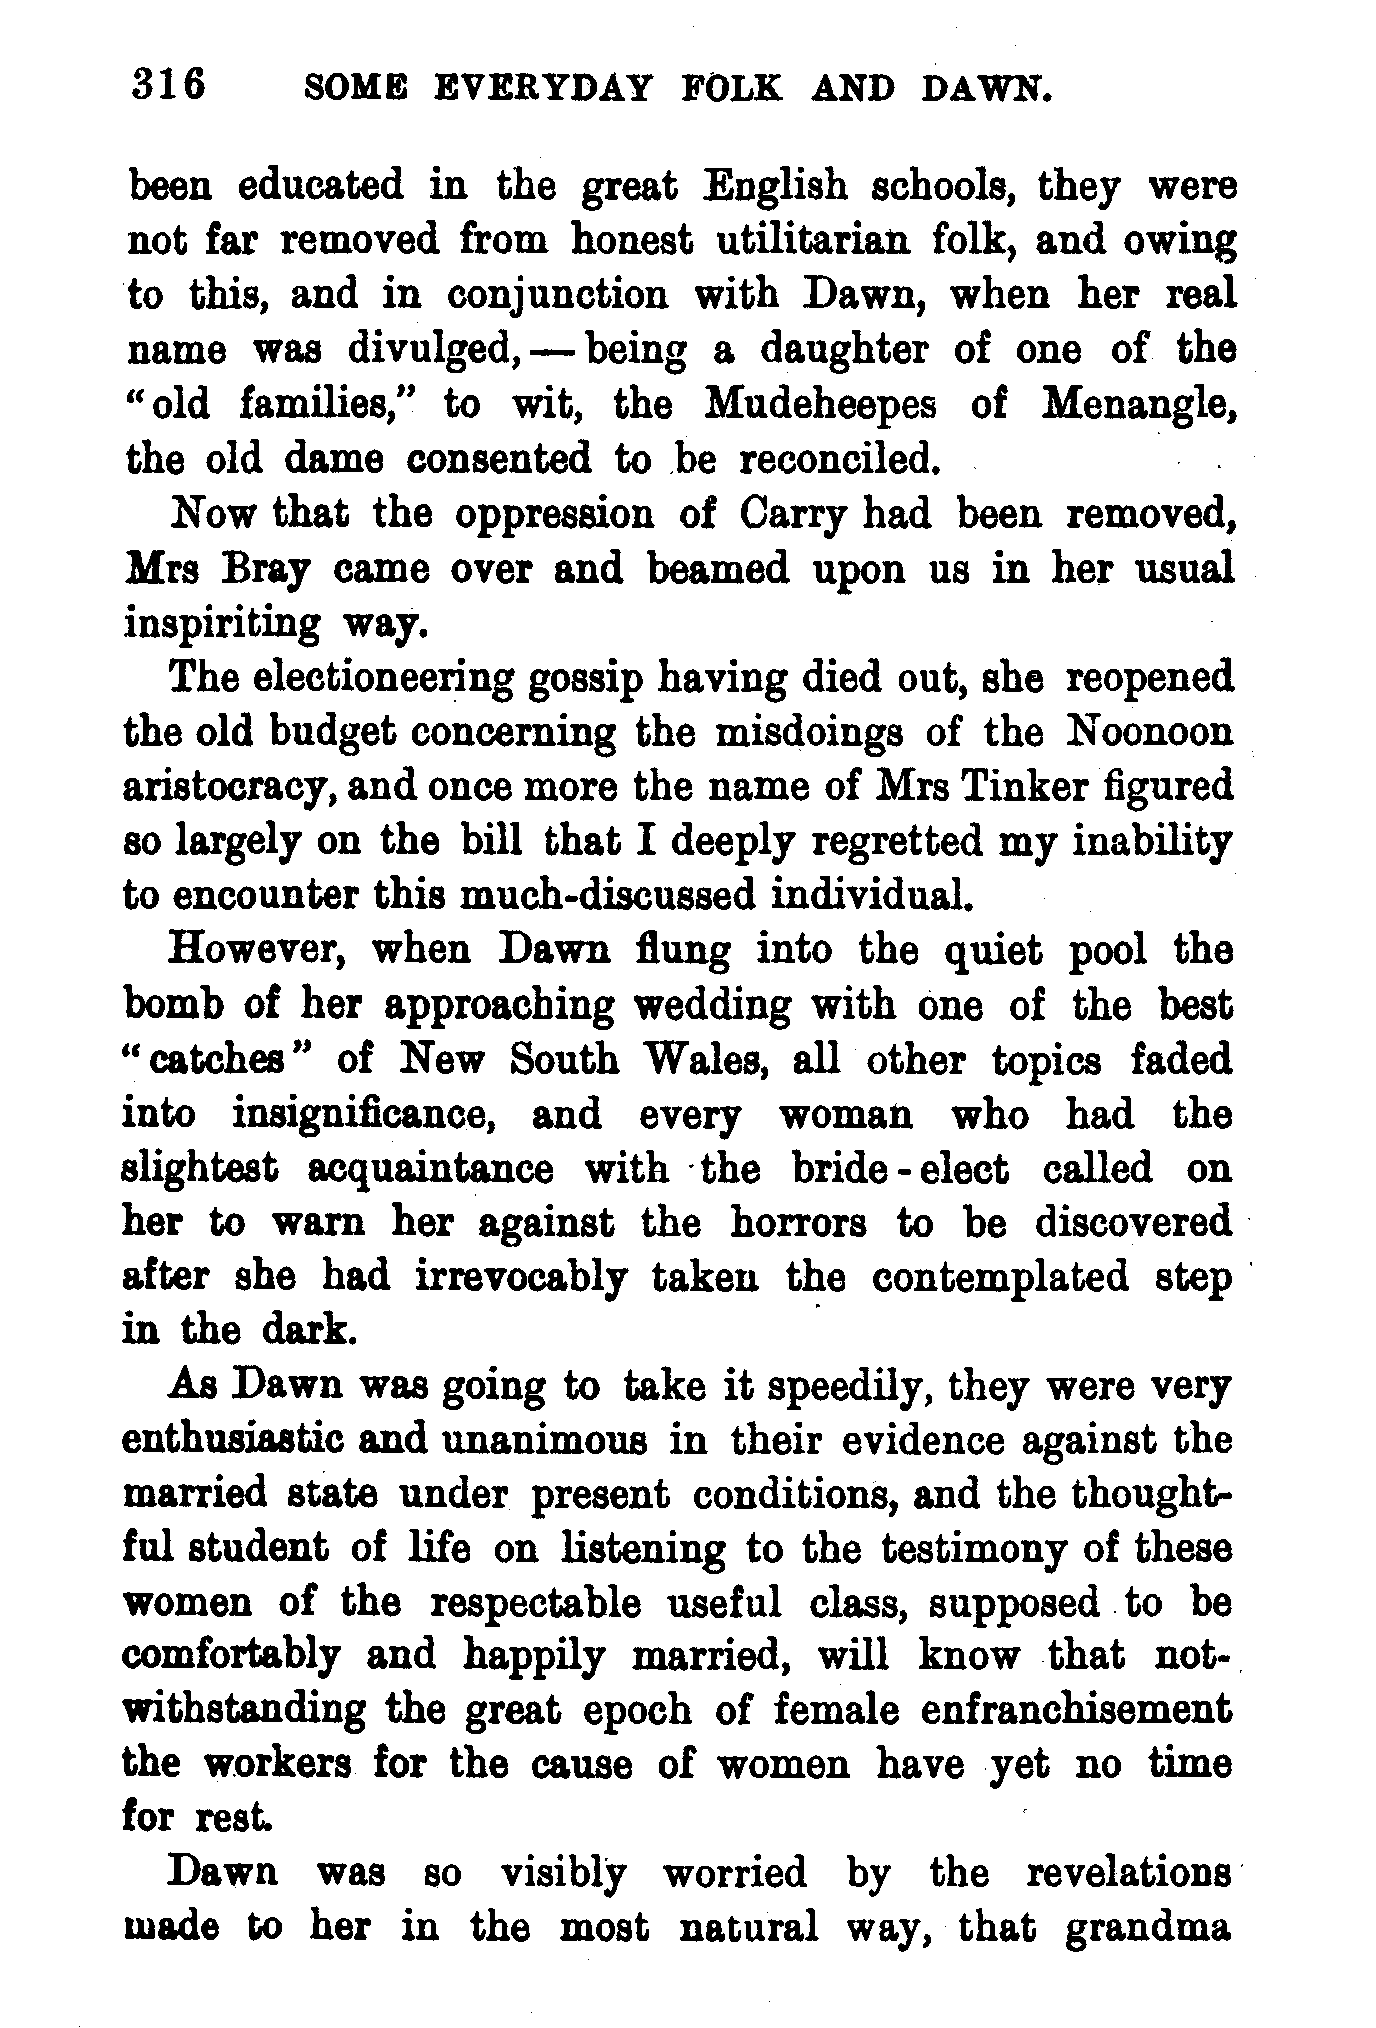 316 SOME EVERYDAY FOLK AND DAWN.
been educated in the great English schools, they were
not far removed from honest utilitarian folk, and owing
to this, and in conjunction with Dawn, when her real
name was divulged,—being a daughter of one of the
"old families," to wit, the Mudeheepes of Menangle,
the old dame consented to be reconciled.
Now that the oppression of Carry had been removed,
Mrs Bray came over and beamed upon us in her usual
inspiriting way.
The electioneering gossip having died out, she reopened
the old budget concerning the misdoings of the Noonoon
aristocracy, and once more the name of Mrs Tinker figured
so largely on the bill that I deeply regretted my inability
to encounter this much-discussed individual.
However, when Dawn flung into the quiet pool the
bomb of her approaching wedding with one of the best
"catches" of New South Wales, all other topics faded
into insignificance, and every woman who had the
slightest acquaintance with the bride-elect called on
her to warn her against the horrors to be discovered
after she had irrevocably taken the contemplated step
in the dark.
As Dawn was going to take it speedily, they were very
enthusiastic and unanimous in their evidence against the
married state under present conditions, and the thought-
ful student of life on listening to the testimony of these
women of the respectable useful class, supposed to be
comfortably and happily married, will know that not-
withstanding the great epoch of female enfranchisement
the workers for the cause of women have yet no time
for rest.
Dawn was so visibly worried by the revelations
made to her in the most natural way, that grandma